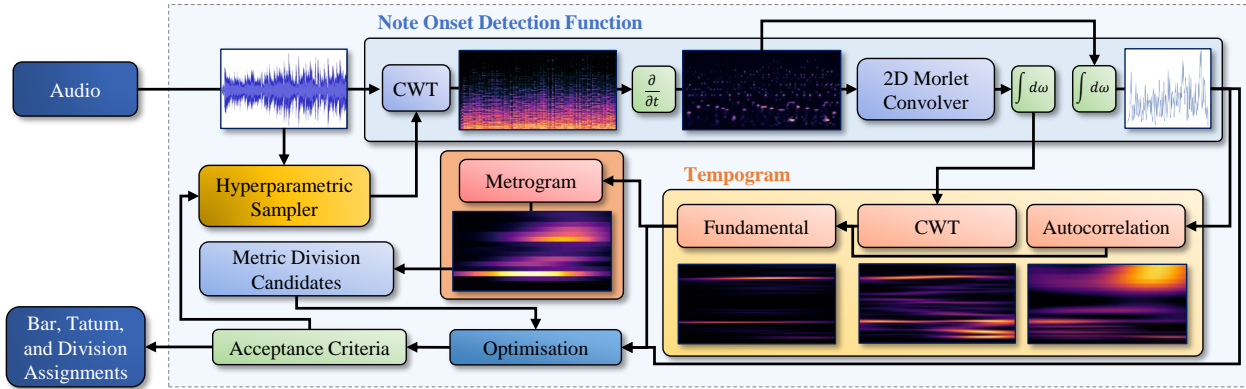 Note Onset Detection Function
Audio
CWT
∂
∂t
2D Morlet
Convolver
∫ dω
∫ dω
Hyperparametric
Sampler
Metrogram
Tempogram
Fundamental
CWT
Autocorrelation
Metric Division
Candidates
Bar, Tatum,
and Division
Assignments
Acceptance Criteria
Optimisation